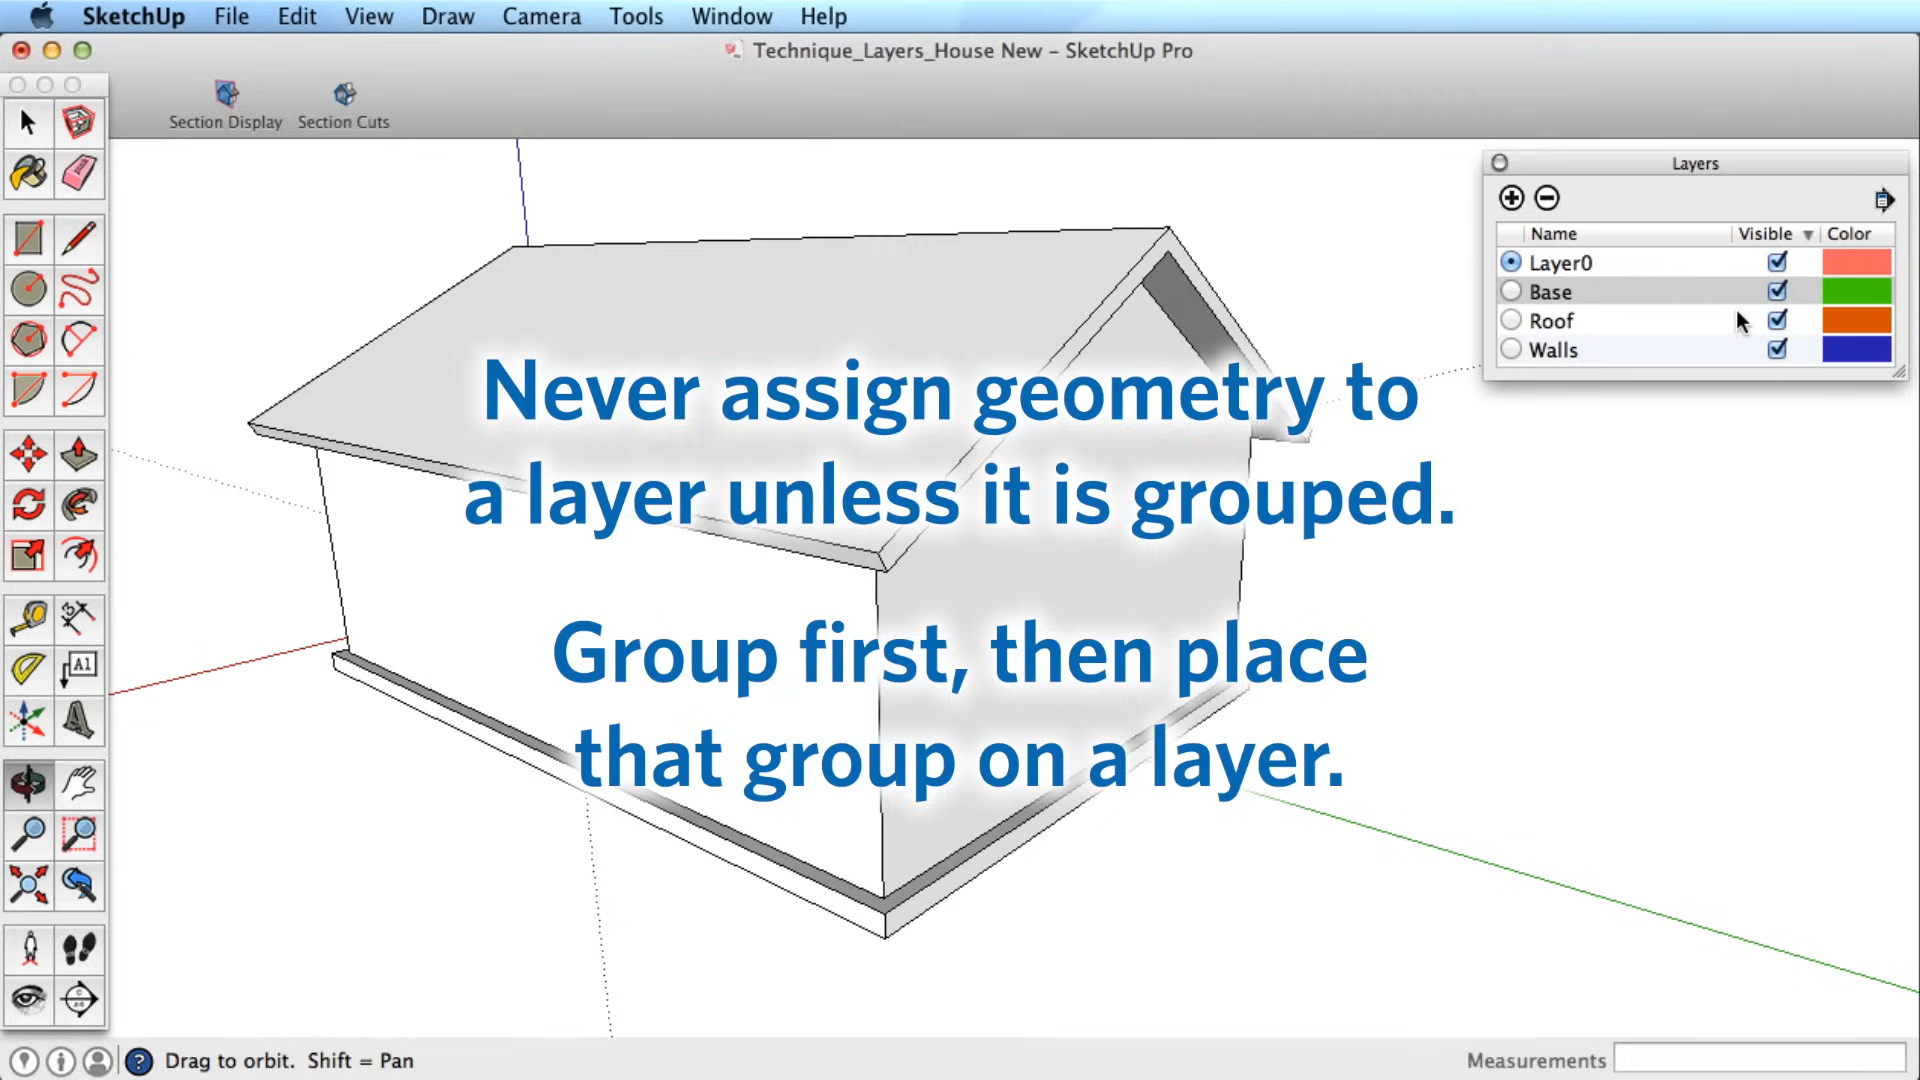 SketchUp File Edit View Draw Camera Tools Window Help
Technique_Layers_House New – SketchUp Pro
Section Display Section Cuts
Layers
Name Visible Color
Layer0
Base
Roof
Walls
Never assign geometry to
a layer unless it is grouped.
Group first, then place
that group on a layer.
A1
Drag to orbit. Shift = Pan
Measurements